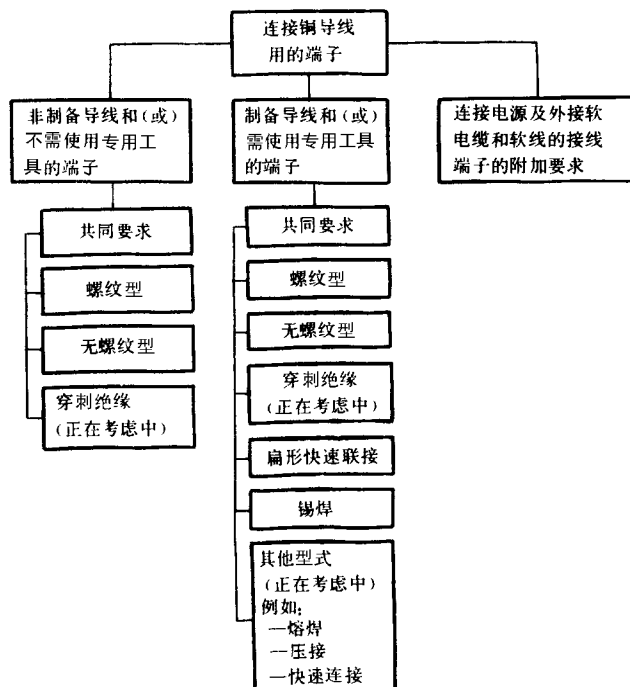 连接铜导线
用的端子
非制备导线和(或)
不需使用专用工
具的端子
制备导线和(或)
需使用专用工具
的端子
连接电源及外接软
电缆和软线的接线
端子的附加要求
共同要求
螺纹型
无螺纹型
穿刺绝缘
(正在考虑中)
共同要求
螺纹型
无螺纹型
穿刺绝缘
(正在考虑中)
扁形快速联接
锡焊
其他型式
(正在考虑中)
例如:
—熔焊
—压接
—快速连接